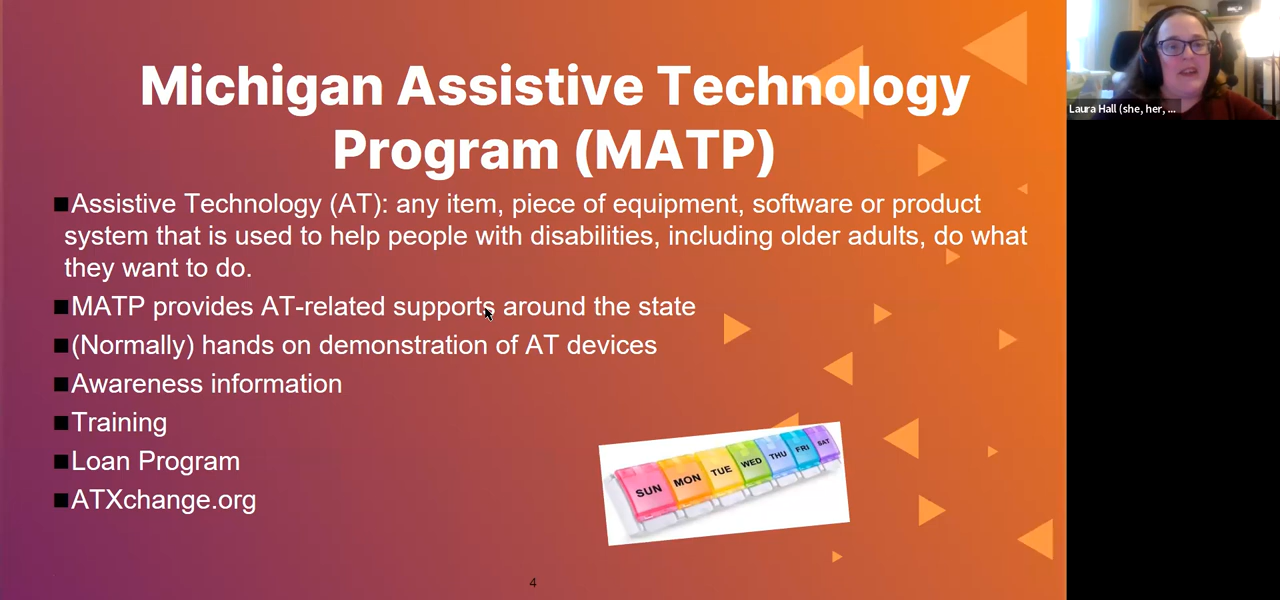 Michigan Assistive Technology
Program (MATP)
Assistive Technology (AT): any item, piece of equipment, software or product
system that is used to help people with disabilities, including older adults, do what
they want to do.
MATP provides AT-related supports around the state
(Normally) hands on demonstration of AT devices
Awareness information
Training
Loan Program
ATXchange.org
SUN MON TUE WED THU FRI SAT
4
Laura Hall (she, her, ...